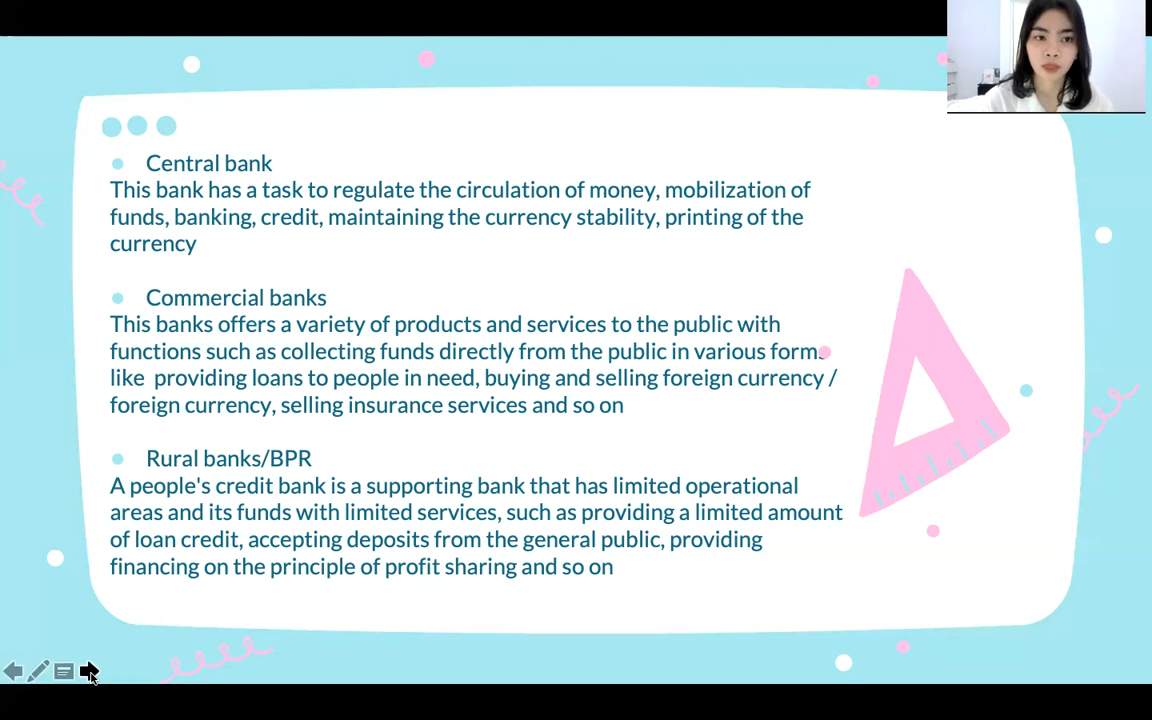 Central bank
This bank has a task to regulate the circulation of money, mobilization of
funds, banking, credit, maintaining the currency stability, printing of the
currency
Commercial banks
This banks offers a variety of products and services to the public with
functions such as collecting funds directly from the public in various forms
like providing loans to people in need, buying and selling foreign currency /
foreign currency, selling insurance services and so on
Rural banks/BPR
A people's credit bank is a supporting bank that has limited operational
areas and its funds with limited services, such as providing a limited amount
of loan credit, accepting deposits from the general public, providing
financing on the principle of profit sharing and so on